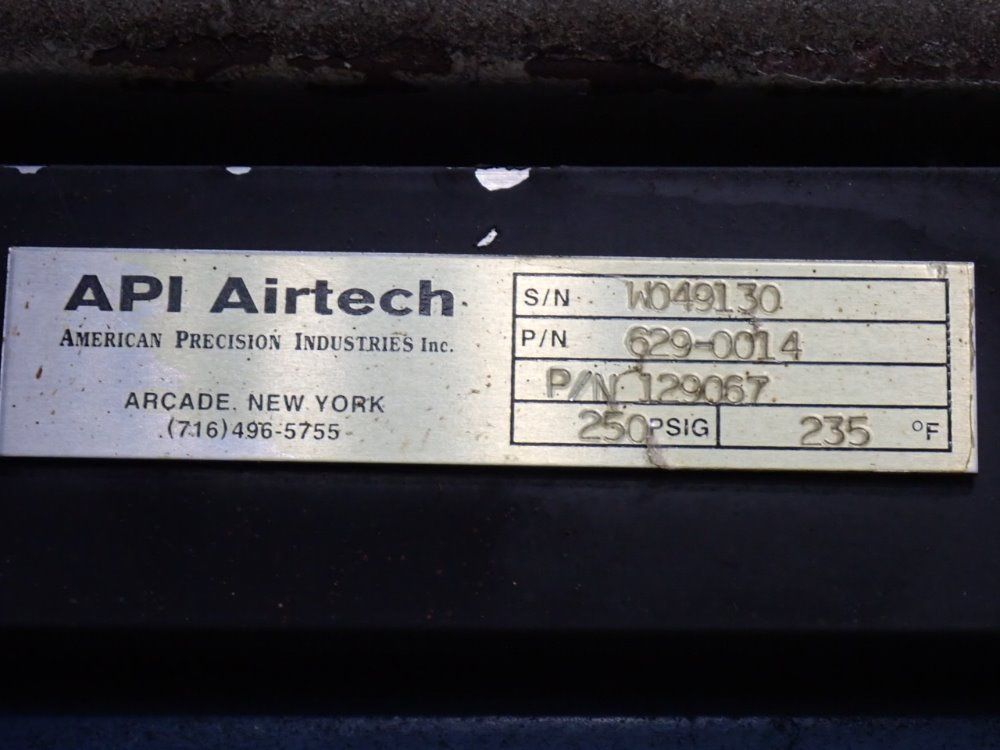 API Airtech
AMERICAN PRECISION INDUSTRIES Inc.
ARCADE, NEW YORK
(716)496-5755
S/N W049130
P/N 629-0014
P/N 129067
250 PSIG 235 °F